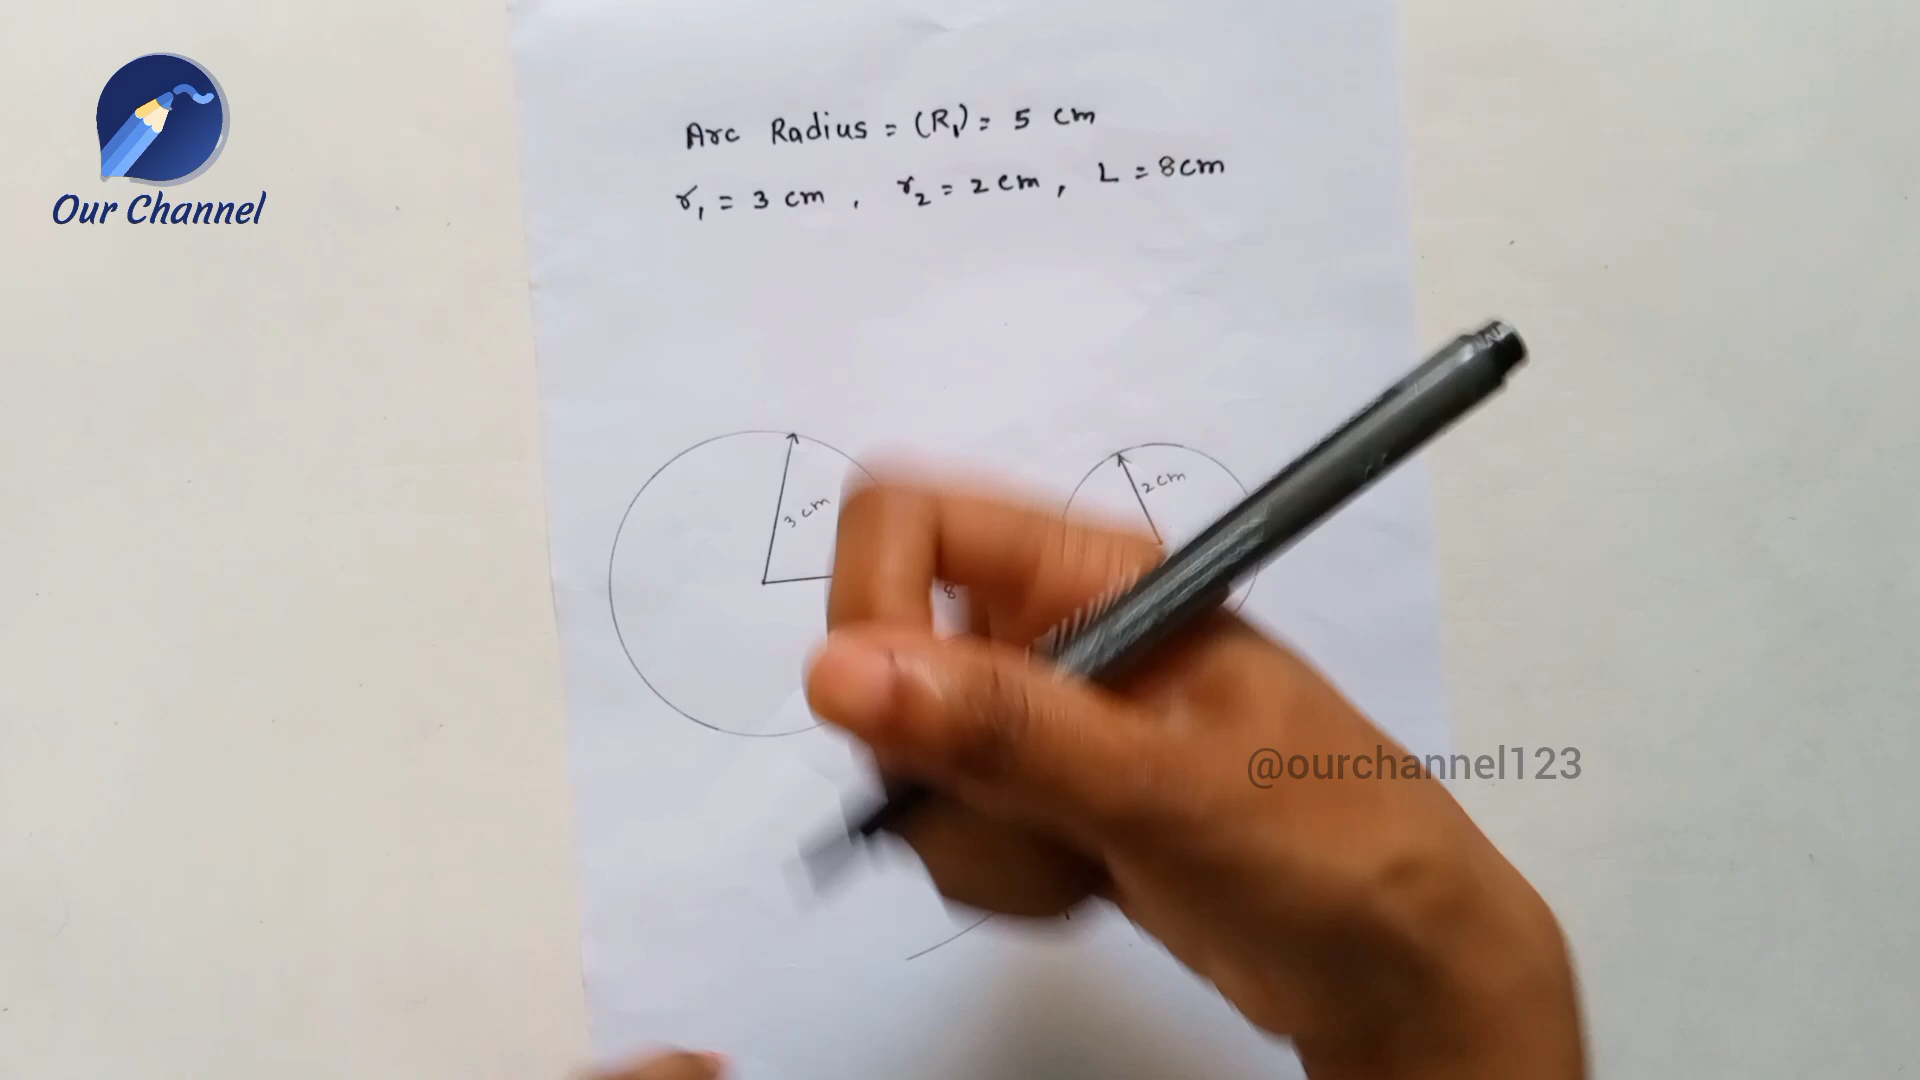 Our Channel
Arc Radius = (R₁) = 5 cm
r₁ = 3 cm , r₂ = 2 cm , L = 8cm
3 cm
2 cm
8
@ourchannel123